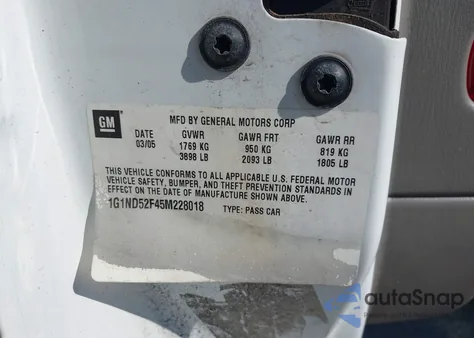 GM
MFD BY GENERAL MOTORS CORP
DATE GVWR GAWR FRT GAWR RR
03/05 1769 KG 950 KG 819 KG
3898 LB 2093 LB 1805 LB
THIS VEHICLE CONFORMS TO ALL APPLICABLE U.S. FEDERAL MOTOR
VEHICLE SAFETY, BUMPER, AND THEFT PREVENTION STANDARDS IN
EFFECT ON THE DATE OF MANUFACTURE SHOWN ABOVE.
1G1ND52F45M228018 TYPE: PASS CAR
autoSnap